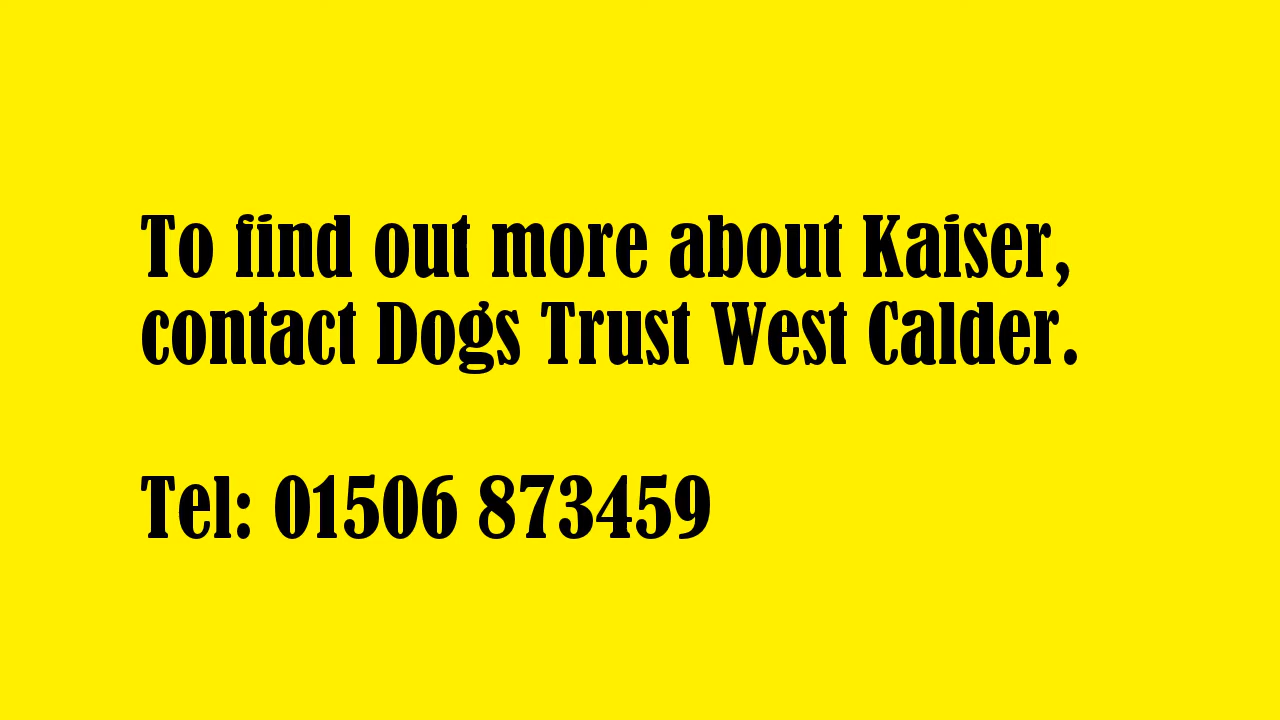 To find out more about Kaiser,
contact Dogs Trust West Calder.
Tel: 01506 873459